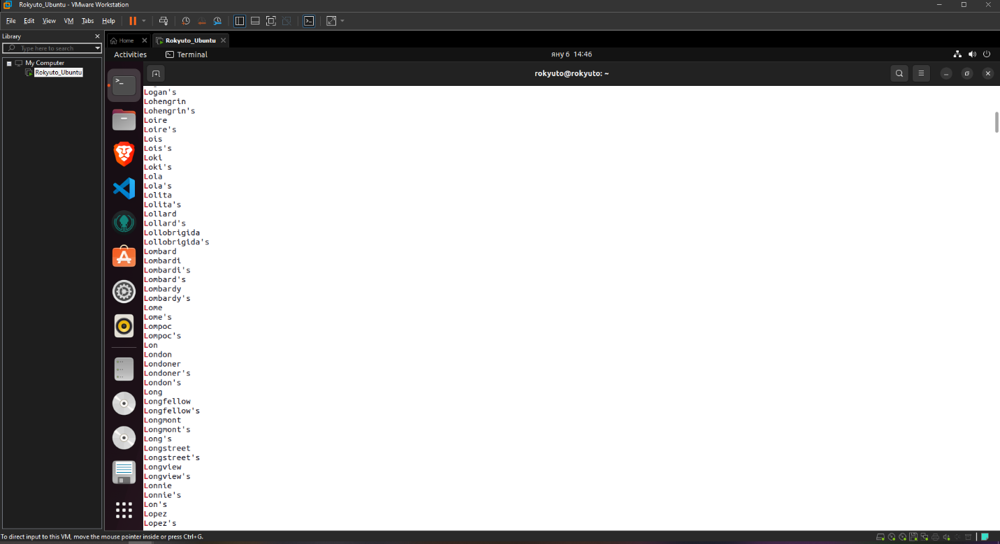 Rokyuto_Ubuntu - VMware Workstation
File Edit View VM Tabs Help
Library
Type here to search
My Computer
Rokyuto_Ubuntu
Home
Rokyuto_Ubuntu
Activities
Terminal
яну 6 14:46
rokyuto@rokyuto: ~
Logan's
Lohengrin
Lohengrin's
Loire
Loire's
Lois
Lois's
Loki
Loki's
Lola
Lola's
Lolita
Lolita's
Lollard
Lollard's
Lollobrigida
Lollobrigida's
Lombard
Lombardi
Lombardi's
Lombard's
Lombardy
Lombardy's
Lome
Lome's
Lompoc
Lompoc's
Lon
London
Londoner
Londoner's
London's
Long
Longfellow
Longfellow's
Longmont
Longmont's
Long's
Longstreet
Longstreet's
Longview
Longview's
Lonnie
Lonnie's
Lon's
Lopez
Lopez's
To direct input to this VM, move the mouse pointer inside or press Ctrl+G.